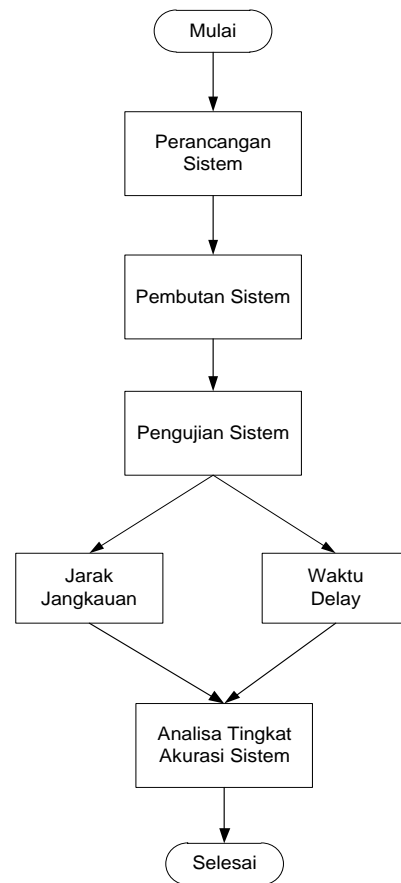 Mulai
Perancangan
Sistem
Pembutan Sistem
Pengujian Sistem
Jarak
Jangkauan
Waktu
Delay
Analisa Tingkat
Akurasi Sistem
Selesai